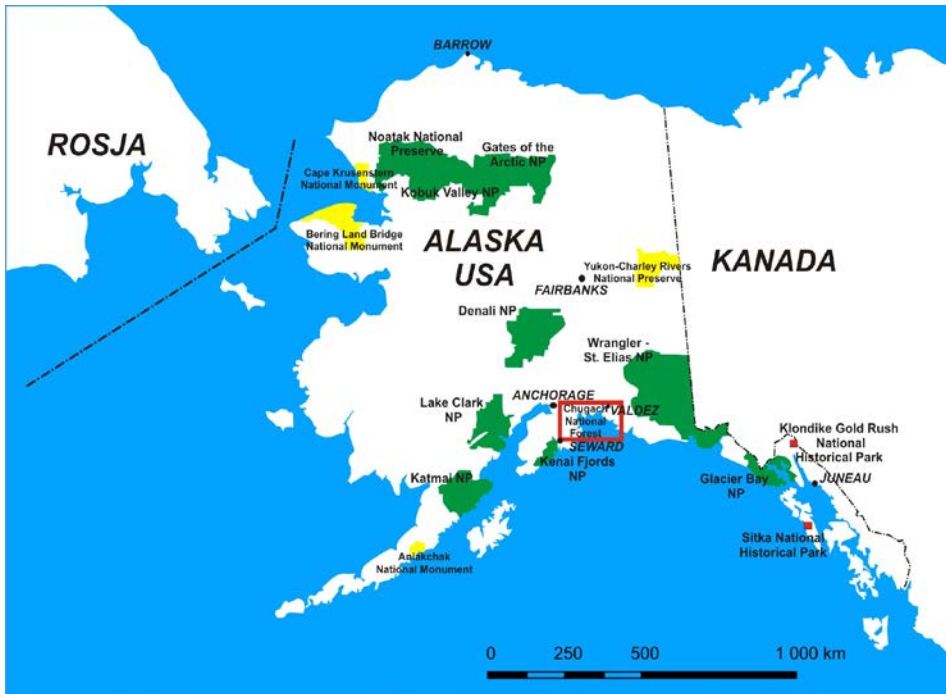 BARROW
ROSJA
Noatak National
Preserve
Gates of the
Arctic NP
Cape Krusenstern
National Monument
Kobuk Valley NP
Bering Land Bridge
National Monument
ALASKA
USA
KANADA
Yukon-Charley Rivers
National Preserve
FAIRBANKS
Denali NP
Wrangler -
St. Elias NP
ANCHORAGE
Lake Clark
NP
Chugach
National
Forest
VALDEZ
SEWARD
Kenai Fjords
NP
Klondike Gold Rush
National
Historical Park
Katmai NP
Glacier Bay
NP
JUNEAU
Sitka National
Historical Park
Aniakchak
National Monument
0 250 500 1 000 km